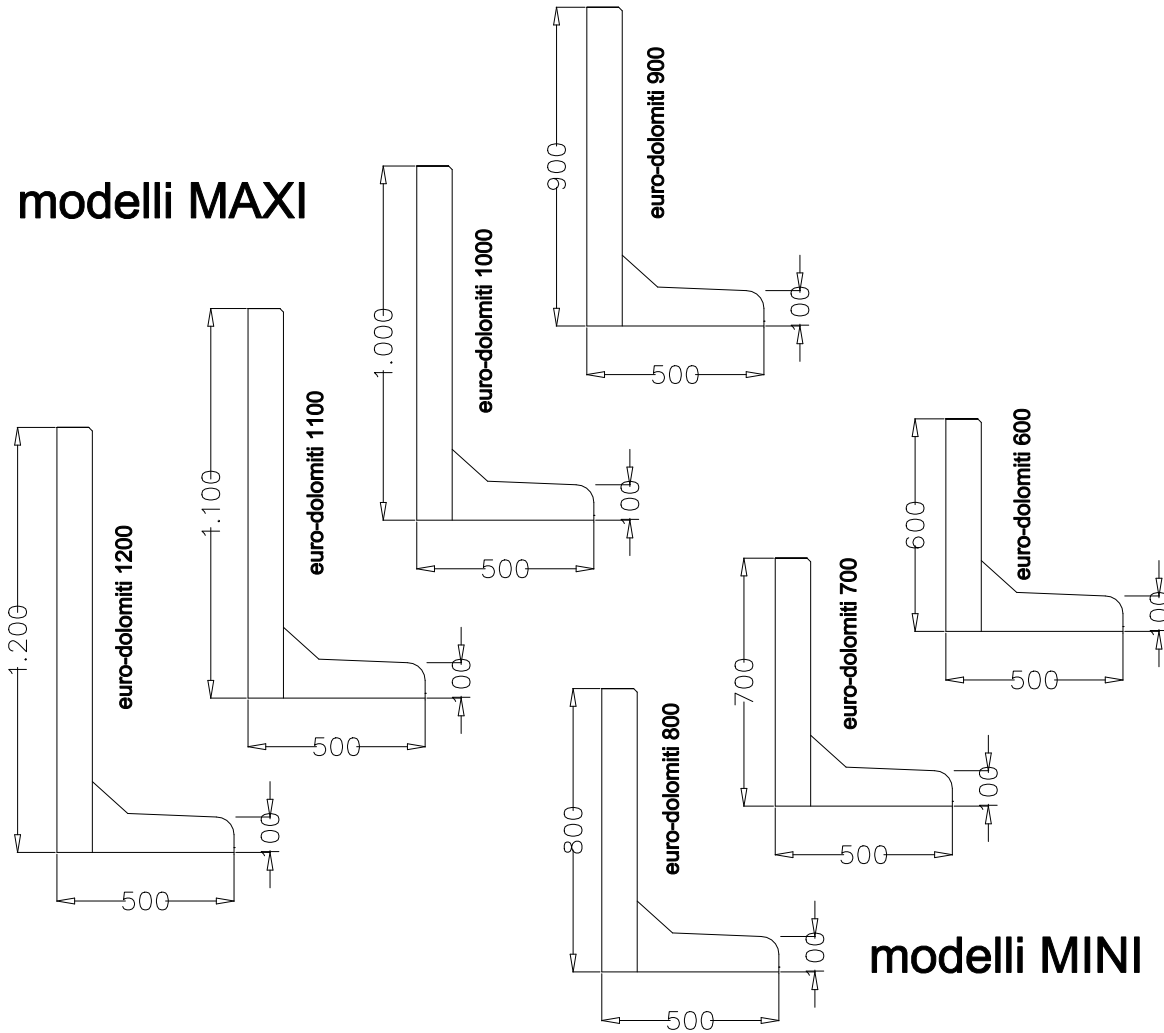 modelli MAXI
900
euro-dolomiti 900
100
500
1.000
euro-dolomiti 1000
100
500
1.100
euro-dolomiti 1100
100
500
1.200
euro-dolomiti 1200
100
500
600
euro-dolomiti 600
100
500
700
euro-dolomiti 700
100
500
800
euro-dolomiti 800
100
500
modelli MINI